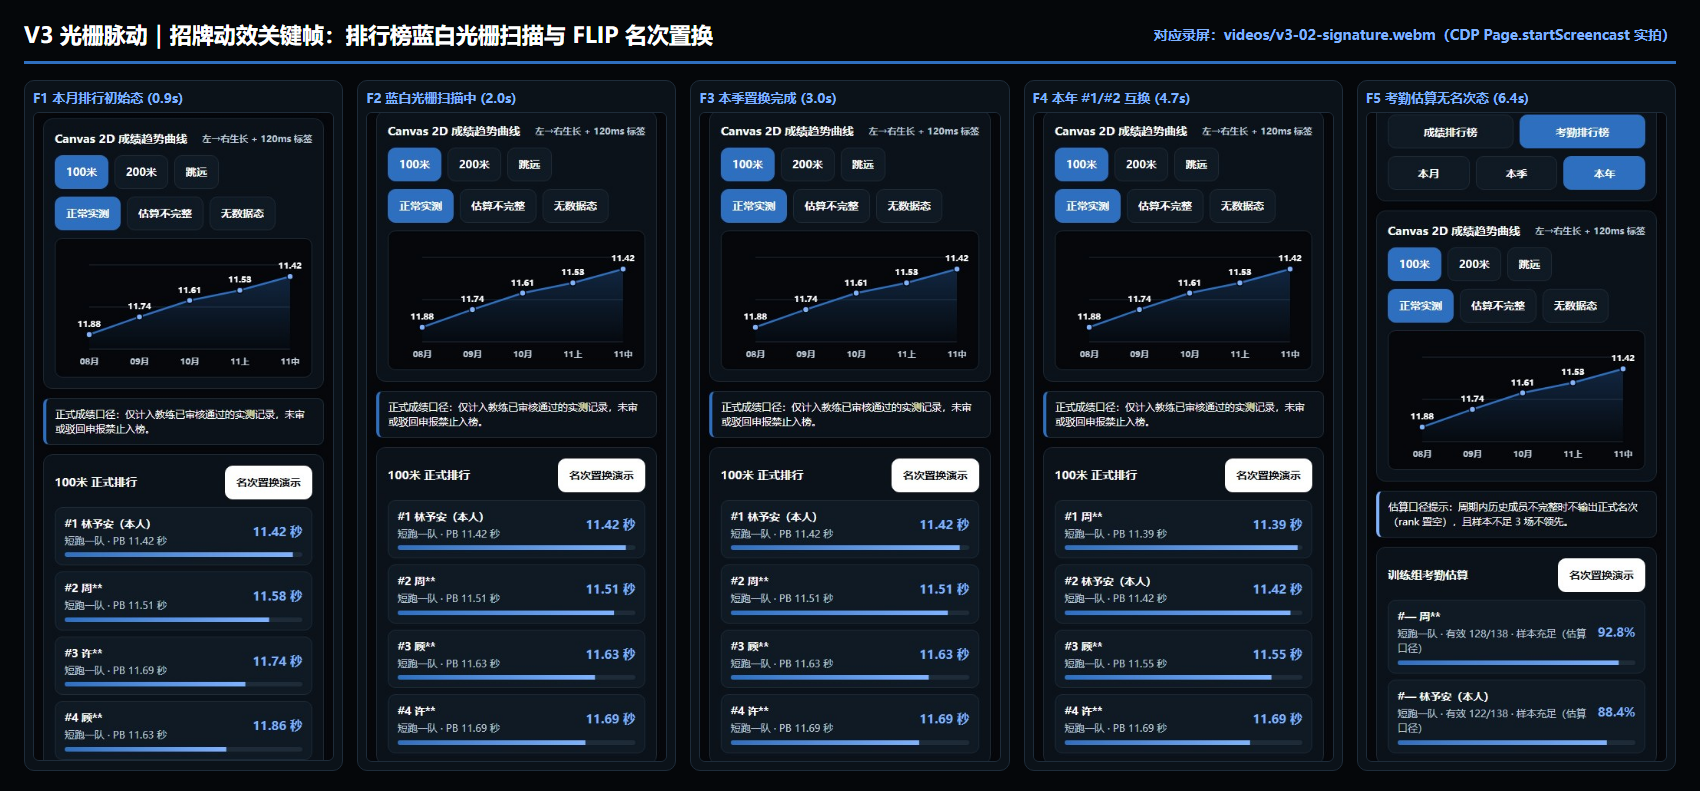 V3 光栅脉动｜招牌动效关键帧：排行榜蓝白光栅扫描与 FLIP 名次置换
对应录屏：videos/v3-02-signature.webm（CDP Page.startScreencast 实拍）
F1 本月排行初始态 (0.9s)
Canvas 2D 成绩趋势曲线 左→右生长 + 120ms 标签
100米 200米 跳远
正常实测 估算不完整 无数据态
11.88 11.74 11.61 11.53 11.42
08月 09月 10月 11上 11中
正式成绩口径：仅计入教练已审核通过的实测记录，未审
或驳回申报禁止入榜。
100米 正式排行 名次置换演示
#1 林予安（本人）
短跑一队 · PB 11.42 秒
11.42 秒
#2 周**
短跑一队 · PB 11.51 秒
11.58 秒
#3 许**
短跑一队 · PB 11.69 秒
11.74 秒
#4 顾**
短跑一队 · PB 11.63 秒
11.86 秒
F2 蓝白光栅扫描中 (2.0s)
Canvas 2D 成绩趋势曲线 左→右生长 + 120ms 标签
100米 200米 跳远
正常实测 估算不完整 无数据态
11.88 11.74 11.61 11.53 11.42
08月 09月 10月 11上 11中
正式成绩口径：仅计入教练已审核通过的实测记录，未审
或驳回申报禁止入榜。
100米 正式排行 名次置换演示
#1 林予安（本人）
短跑一队 · PB 11.42 秒
11.42 秒
#2 周**
短跑一队 · PB 11.51 秒
11.51 秒
#3 顾**
短跑一队 · PB 11.63 秒
11.63 秒
#4 许**
短跑一队 · PB 11.69 秒
11.69 秒
F3 本季置换完成 (3.0s)
Canvas 2D 成绩趋势曲线 左→右生长 + 120ms 标签
100米 200米 跳远
正常实测 估算不完整 无数据态
11.88 11.74 11.61 11.53 11.42
08月 09月 10月 11上 11中
正式成绩口径：仅计入教练已审核通过的实测记录，未审
或驳回申报禁止入榜。
100米 正式排行 名次置换演示
#1 林予安（本人）
短跑一队 · PB 11.42 秒
11.42 秒
#2 周**
短跑一队 · PB 11.51 秒
11.51 秒
#3 顾**
短跑一队 · PB 11.63 秒
11.63 秒
#4 许**
短跑一队 · PB 11.69 秒
11.69 秒
F4 本年 #1/#2 互换 (4.7s)
Canvas 2D 成绩趋势曲线 左→右生长 + 120ms 标签
100米 200米 跳远
正常实测 估算不完整 无数据态
11.88 11.74 11.61 11.53 11.42
08月 09月 10月 11上 11中
正式成绩口径：仅计入教练已审核通过的实测记录，未审
或驳回申报禁止入榜。
100米 正式排行 名次置换演示
#1 周**
短跑一队 · PB 11.39 秒
11.39 秒
#2 林予安（本人）
短跑一队 · PB 11.42 秒
11.42 秒
#3 顾**
短跑一队 · PB 11.55 秒
11.55 秒
#4 许**
短跑一队 · PB 11.69 秒
11.69 秒
F5 考勤估算无名次态 (6.4s)
成绩排行榜 考勤排行榜
本月 本季 本年
Canvas 2D 成绩趋势曲线 左→右生长 + 120ms 标签
100米 200米 跳远
正常实测 估算不完整 无数据态
11.88 11.74 11.61 11.53 11.42
08月 09月 10月 11上 11中
估算口径提示：周期内历史成员不完整时不输出正式名次
（rank 置空），且样本不足 3 场不领先。
训练组考勤估算 名次置换演示
#— 周**
短跑一队 · 有效 128/138 · 样本充足（估算
口径）
92.8%
#— 林予安（本人）
短跑一队 · 有效 122/138 · 样本充足（估算
口径）
88.4%